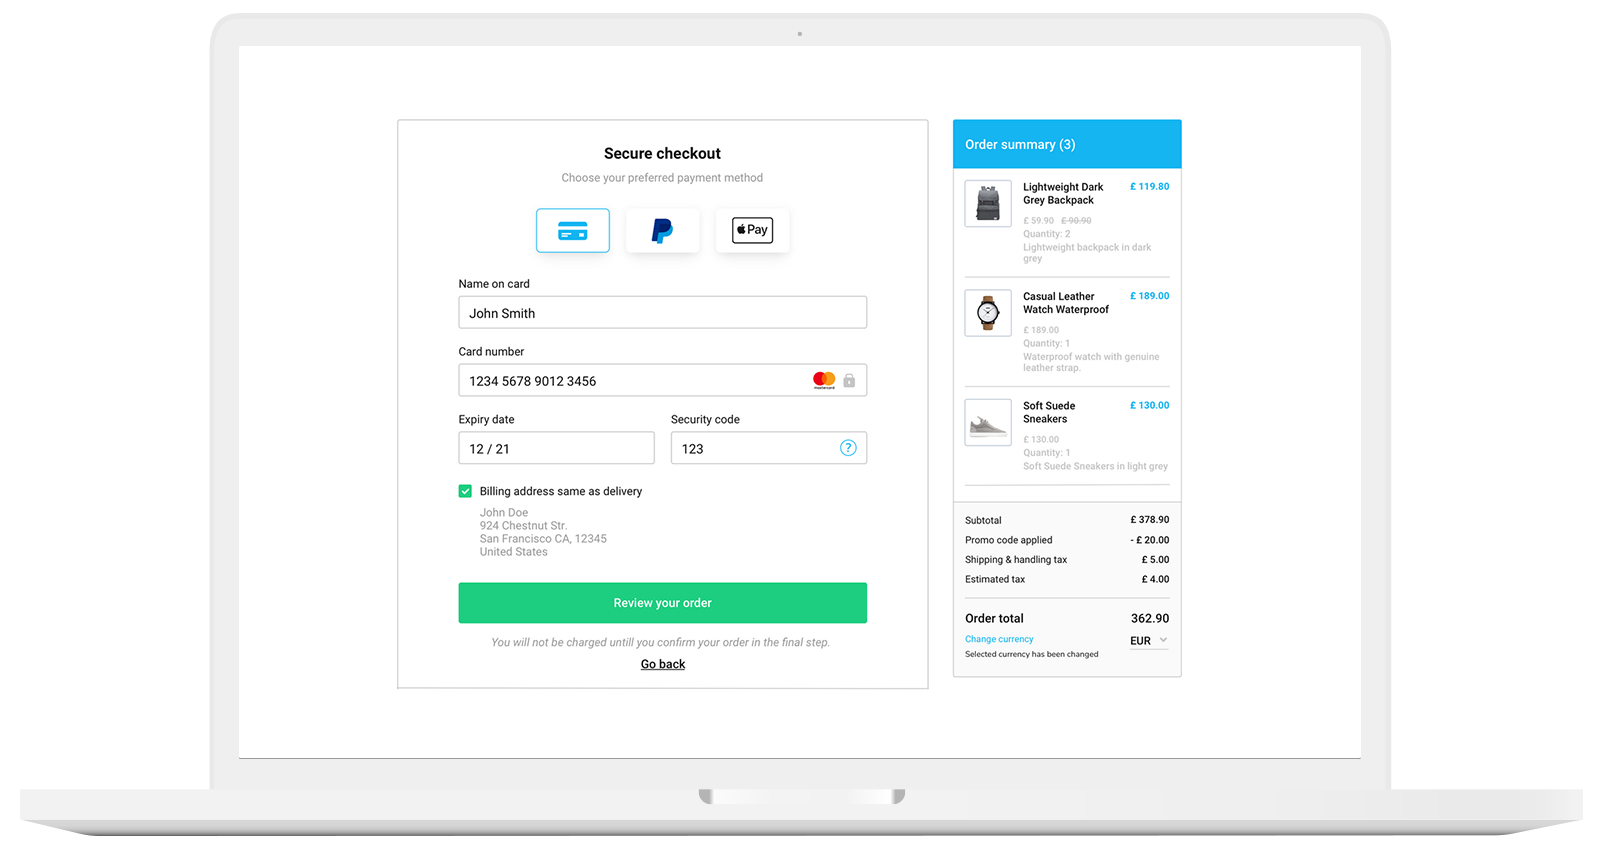 Secure checkout
Choose your preferred payment method
Pay
Name on card
John Smith
Card number
1234 5678 9012 3456
mastercard
Expiry date
Security code
12 / 21
123
?
Billing address same as delivery
John Doe
924 Chestnut Str.
San Francisco CA, 12345
United States
Review your order
You will not be charged untill you confirm your order in the final step.
Go back
Order summary (3)
Lightweight Dark
Grey Backpack
£ 119.80
£ 59.90 £ 90.90
Quantity: 2
Lightweight backpack in dark
grey
Casual Leather
Watch Waterproof
£ 189.00
£ 189.00
Quantity: 1
Waterproof watch with genuine
leather strap.
Soft Suede
Sneakers
£ 130.00
£ 130.00
Quantity: 1
Soft Suede Sneakers in light grey
Subtotal £ 378.90
Promo code applied - £ 20.00
Shipping & handling tax £ 5.00
Estimated tax £ 4.00
Order total 362.90
Change currency EUR
Selected currency has been changed